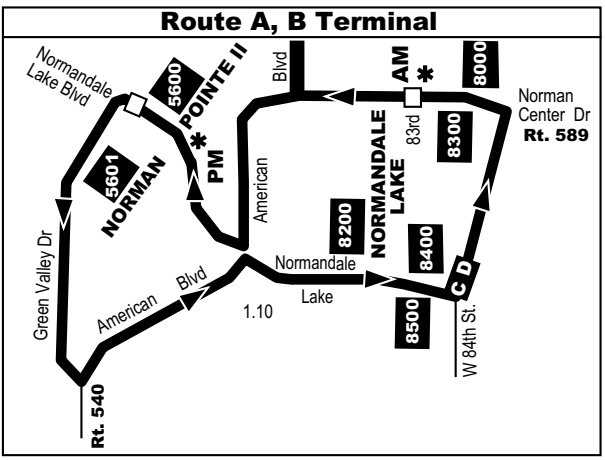 Route A, B Terminal
Normandale
Lake Blvd
5600
POINTE II
*
PM
5601
NORMAN
Blvd
American
AM
*
8000
83rd
8300
Norman
Center Dr
Rt. 589
NORMANDALE
LAKE
8200
8400
Normandale
Lake
8500
C D
W 84th St.
1.10
American Blvd
Green Valley Dr
Rt. 540